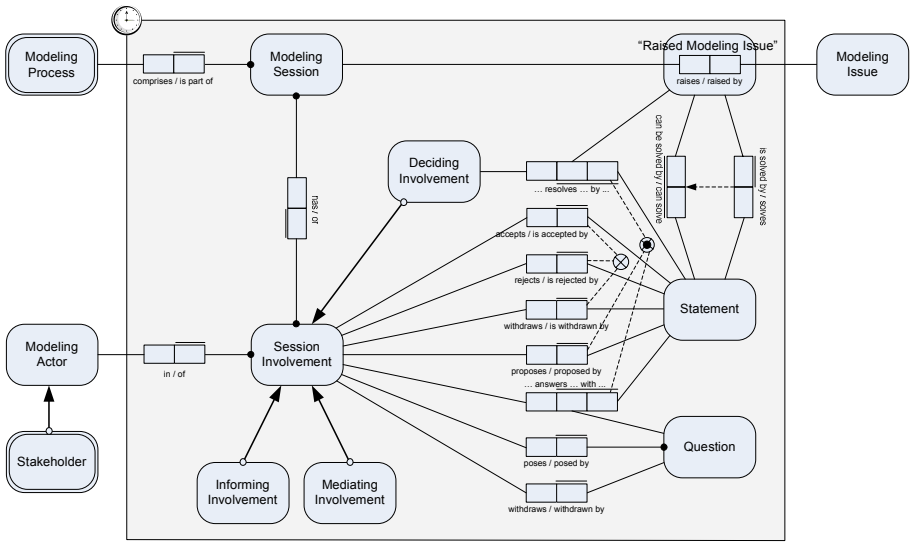 "Raised Modeling Issue"
Modeling
Process
comprises / is part of
Modeling
Session
raises / raised by
Modeling
Issue
can be solved by / can solve
is solved by / solves
Deciding
Involvement
... resolves ... by ...
has / of
accepts / is accepted by
rejects / is rejected by
Statement
withdraws / is withdrawn by
Modeling
Actor
in / of
Session
Involvement
proposes / proposed by
... answers ... with ...
Stakeholder
Question
poses / posed by
Informing
Involvement
Mediating
Involvement
withdraws / withdrawn by